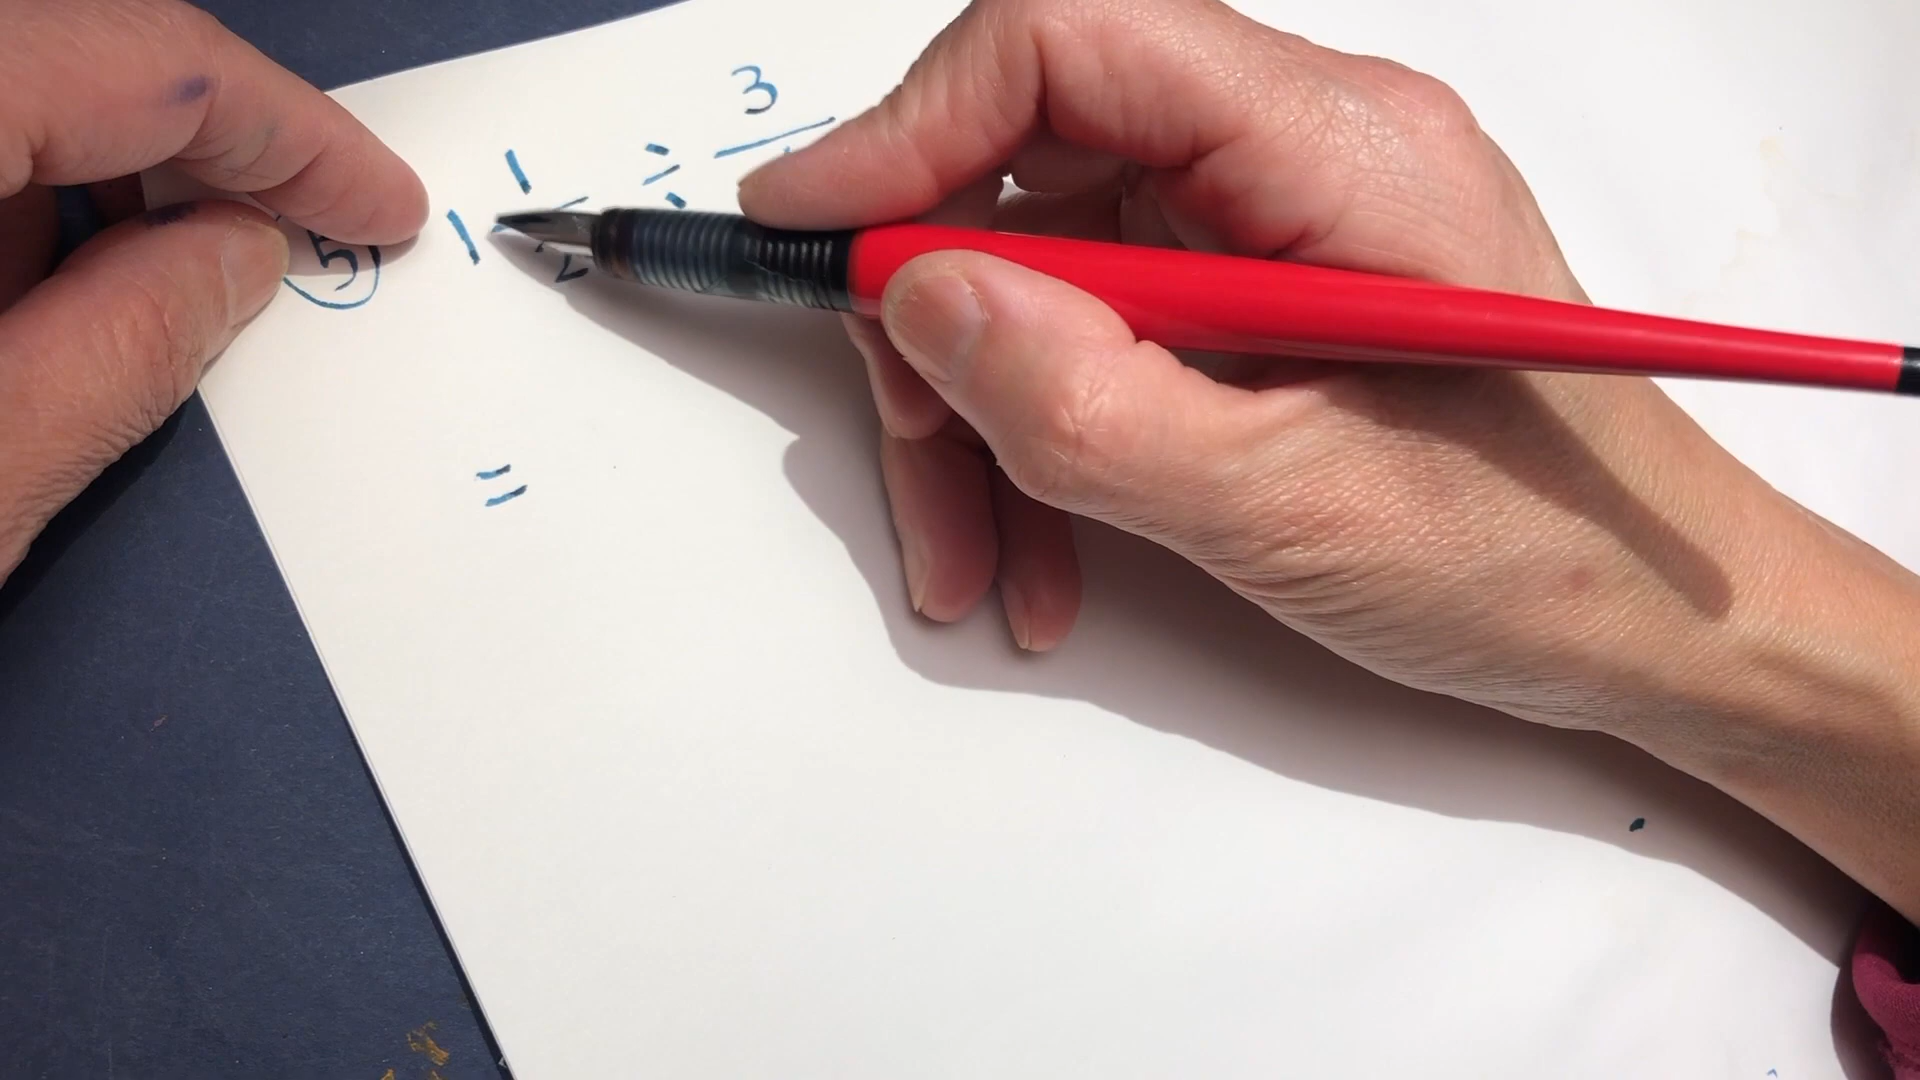 ⑤ 1 1/2 ÷ 3/
=